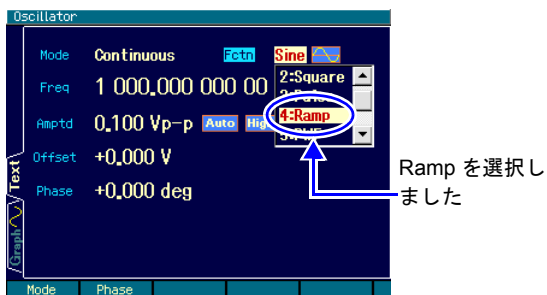 Oscillator
Mode Continuous Fctn Sine
Freq 1 000.000 000 00
2:Square
Amptd 0.100 Vp-p Auto
4:Ramp
Offset +0.000 V
Phase +0.000 deg
Text
Graph
Mode Phase
Ramp を選択し
ました